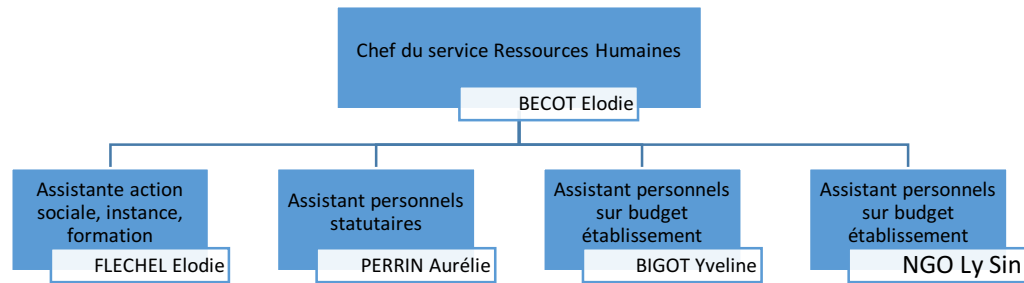 Chef du service Ressources Humaines
BECOT Elodie
Assistante action
sociale, instance,
formation
FLECHEL Elodie
Assistant personnels
statutaires
PERRIN Aurélie
Assistant personnels
sur budget
établissement
BIGOT Yveline
Assistant personnels
sur budget
établissement
NGO Ly Sin